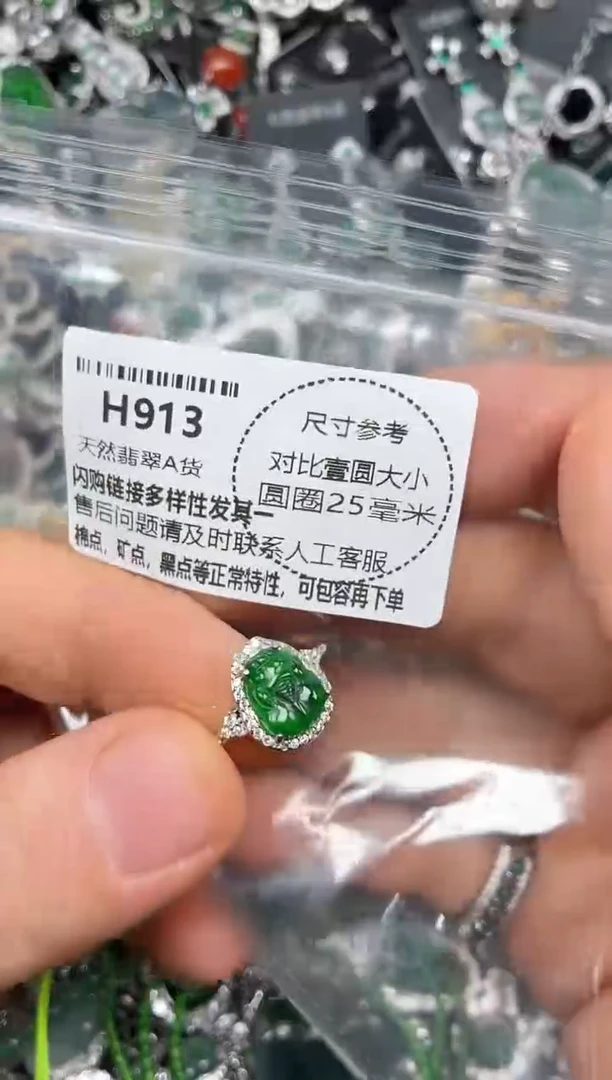 H913
天然翡翠A货
尺寸参考
对比壹圆大小
圆圈25毫米
闪购链接多样性发其一
售后问题请及时联系人工客服
棉点，矿点，黑点等正常特性，可包容再下单